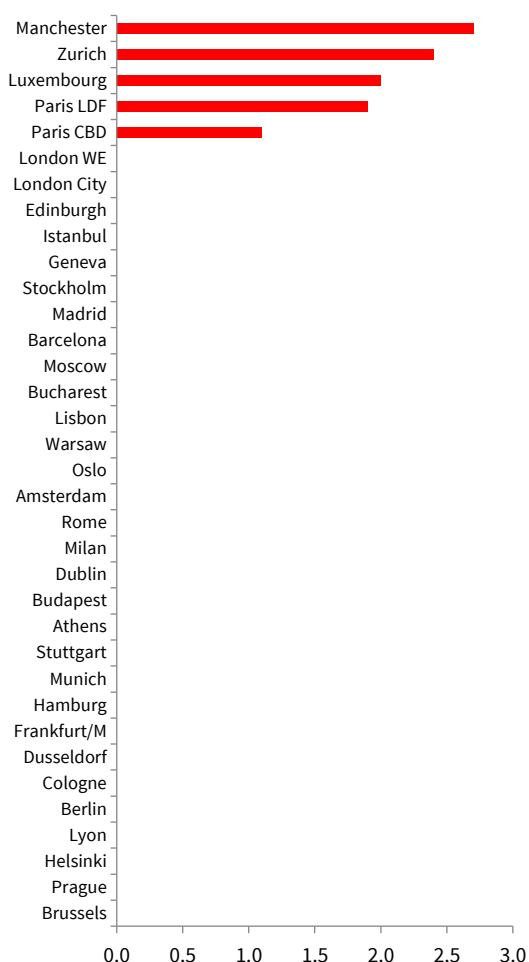 Manchester
Zurich
Luxembourg
Paris LDF
Paris CBD
London WE
London City
Edinburgh
Istanbul
Geneva
Stockholm
Madrid
Barcelona
Moscow
Bucharest
Lisbon
Warsaw
Oslo
Amsterdam
Rome
Milan
Dublin
Budapest
Athens
Stuttgart
Munich
Hamburg
Frankfurt/M
Dusseldorf
Cologne
Berlin
Lyon
Helsinki
Prague
Brussels
0.0 0.5 1.0 1.5 2.0 2.5 3.0